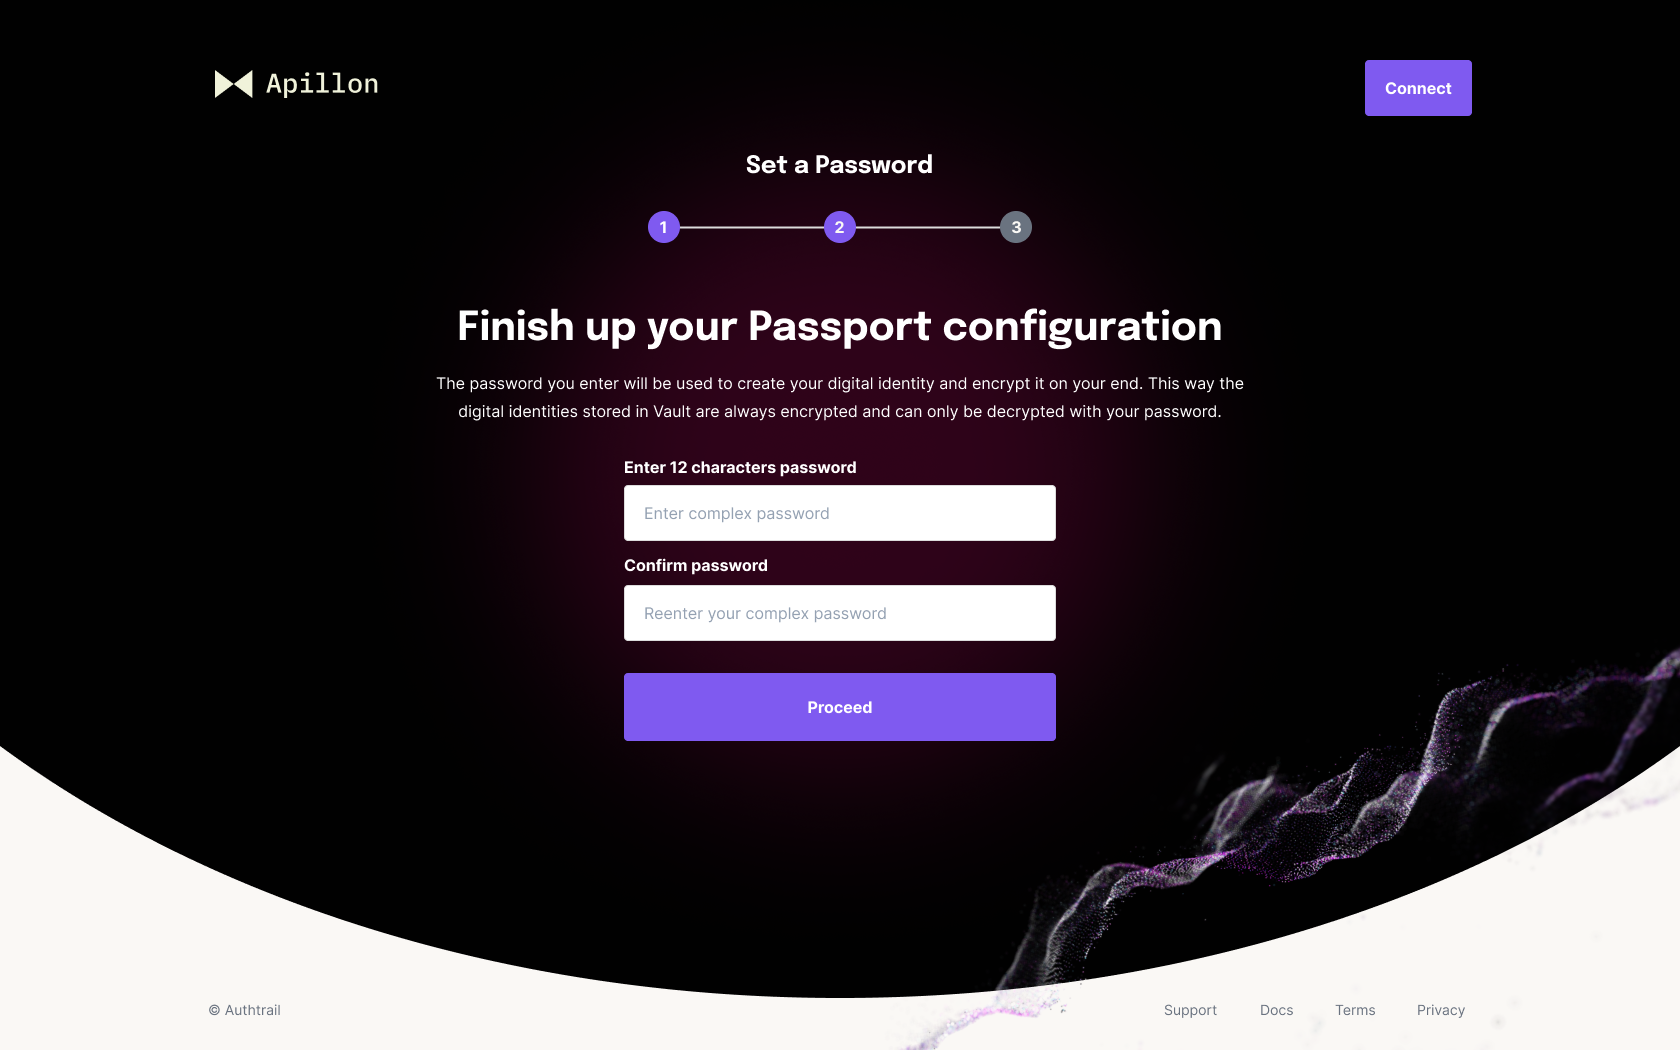 Apillon
Connect
Set a Password
1 2 3
Finish up your Passport configuration
The password you enter will be used to create your digital identity and encrypt it on your end. This way the
digital identities stored in Vault are always encrypted and can only be decrypted with your password.
Enter 12 characters password
Enter complex password
Confirm password
Reenter your complex password
Proceed
© Authtrail
Support Docs Terms Privacy